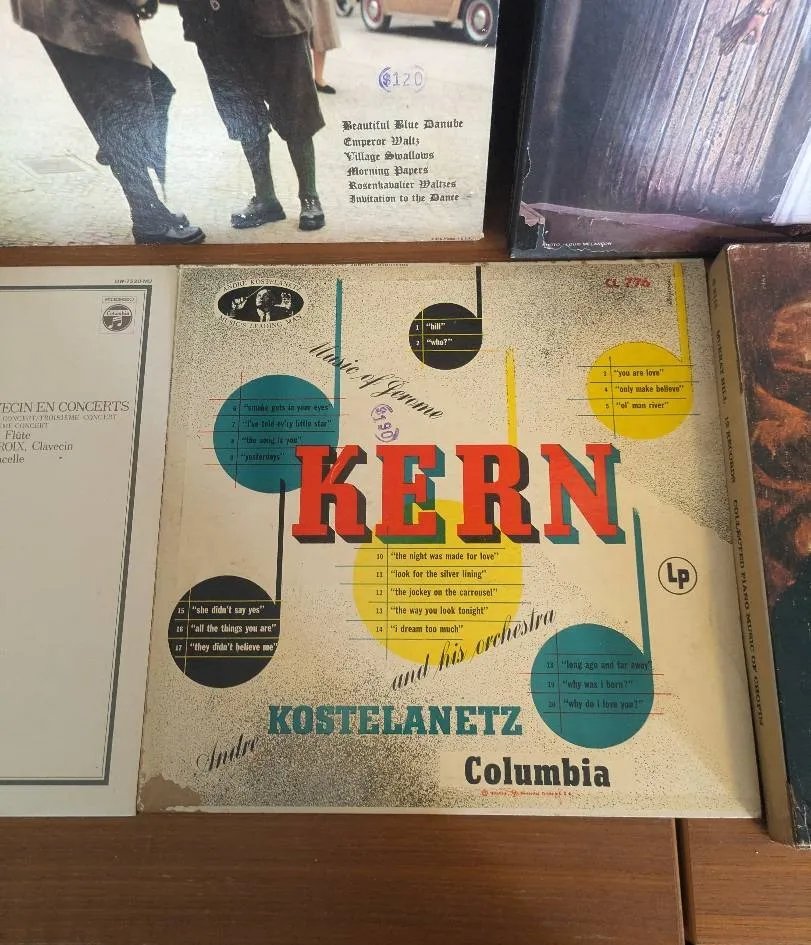 $120
Beautiful Blue Danube
Emperor Waltz
Village Swallows
Morning Papers
Rosenkavalier Waltzes
Invitation to the Dance
Columbia
VECIN EN CONCERTS
Flûte
ROIX, Clavecin
ncelle
ANDRE KOSTELANETZ
MUSIC'S LEADING MAN
CL 776
1 "bill"
2 "who?"
3 "you are love"
4 "only make believe"
5 "ol' man river"
Music of Jerome
$190
6 "smoke gets in your eyes"
7 "i've told ev'ry little star"
8 "the song is you"
9 "yesterdays"
KERN
10 "the night was made for love"
11 "look for the silver lining"
12 "the jockey on the carrousel"
13 "the way you look tonight"
14 "i dream too much"
Lp
15 "she didn't say yes"
16 "all the things you are"
17 "they didn't believe me"
and his orchestra
18 "long ago and far away"
19 "why was i born?"
20 "why do i love you?"
Andre KOSTELANETZ
Columbia
COLLECTED PIANO MUSIC OF CHOPIN